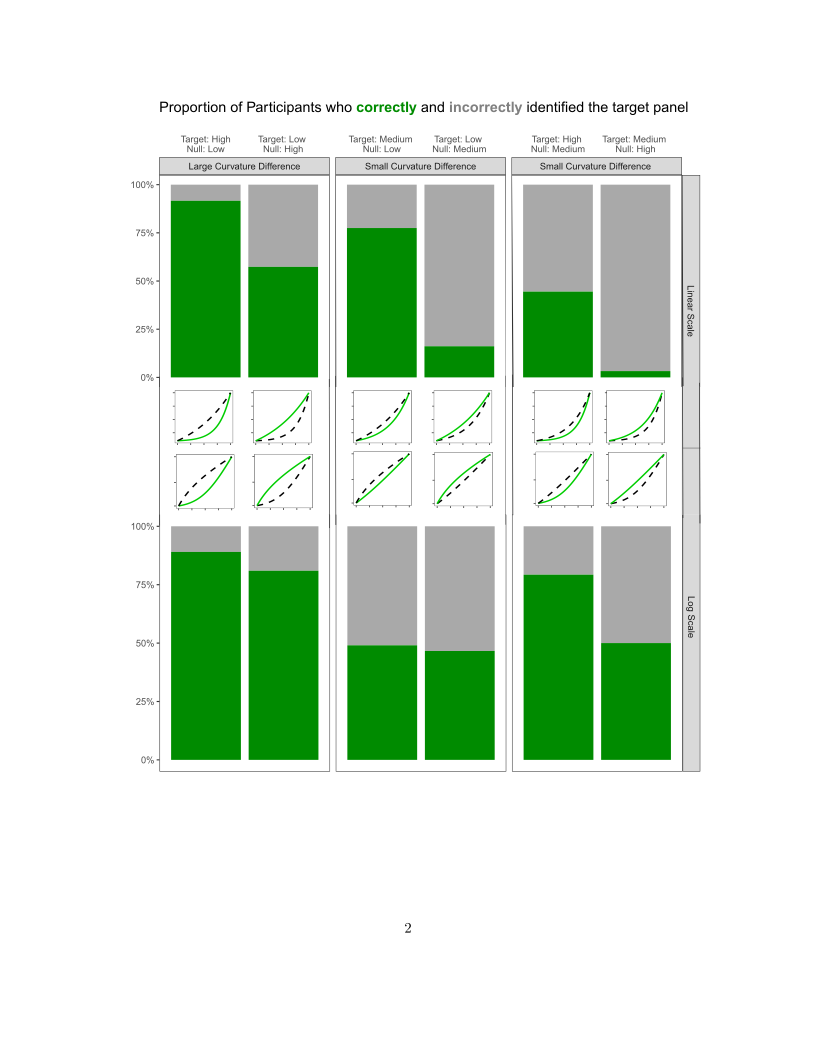 Proportion of Participants who correctly and incorrectly identified the target panel
Target: High
Null: Low
Target: Low
Null: High
Target: Medium
Null: Low
Target: Low
Null: Medium
Target: High
Null: Medium
Target: Medium
Null: High
Large Curvature Difference
Small Curvature Difference
Small Curvature Difference
100%
75%
50%
25%
0%
Linear Scale
100%
75%
50%
25%
0%
Log Scale
2